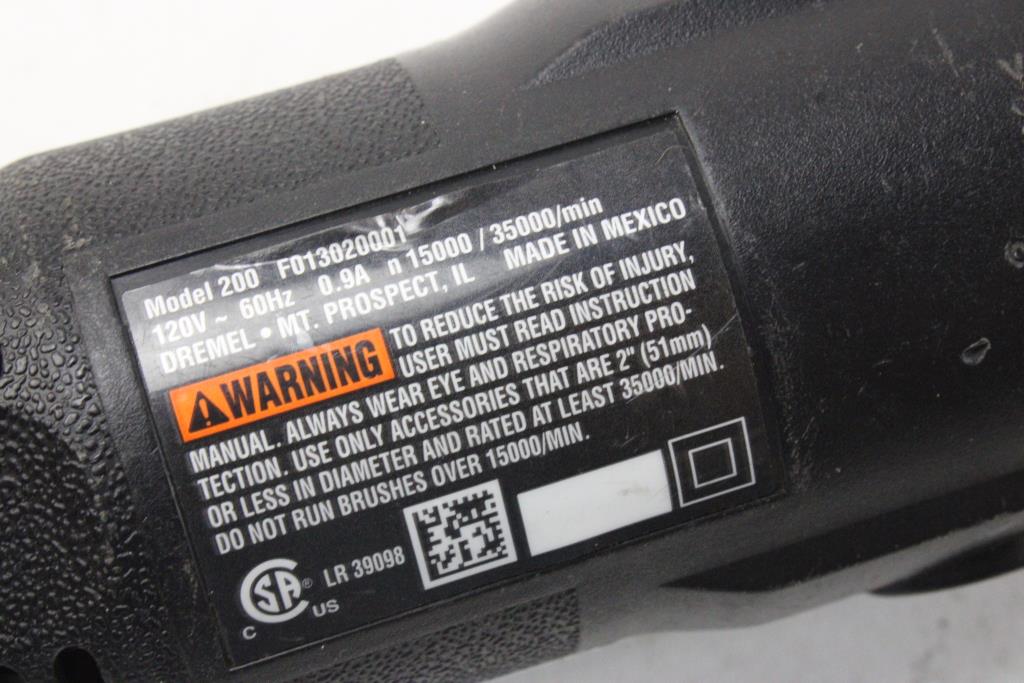 Model 200 F013020001
120V ~ 60Hz 0.9A n 15000 / 35000/min
DREMEL • MT. PROSPECT, IL MADE IN MEXICO
WARNING TO REDUCE THE RISK OF INJURY,
USER MUST READ INSTRUCTION
MANUAL. ALWAYS WEAR EYE AND RESPIRATORY PRO-
TECTION. USE ONLY ACCESSORIES THAT ARE 2" (51mm)
OR LESS IN DIAMETER AND RATED AT LEAST 35000/MIN.
DO NOT RUN BRUSHES OVER 15000/MIN.
C CSA® US LR 39098